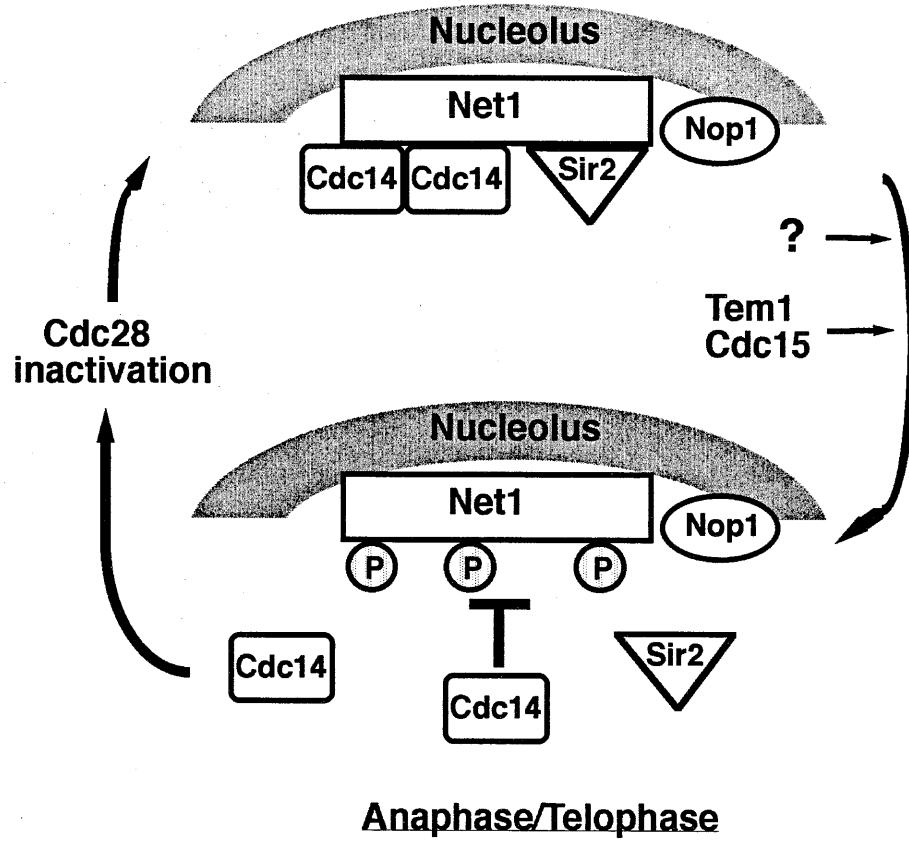 Nucleolus
Net1
Nop1
Cdc14
Cdc14
Sir2
?
Tem1
Cdc15
Cdc28
inactivation
Nucleolus
Net1
Nop1
P
P
P
Cdc14
Cdc14
Sir2
Anaphase/Telophase